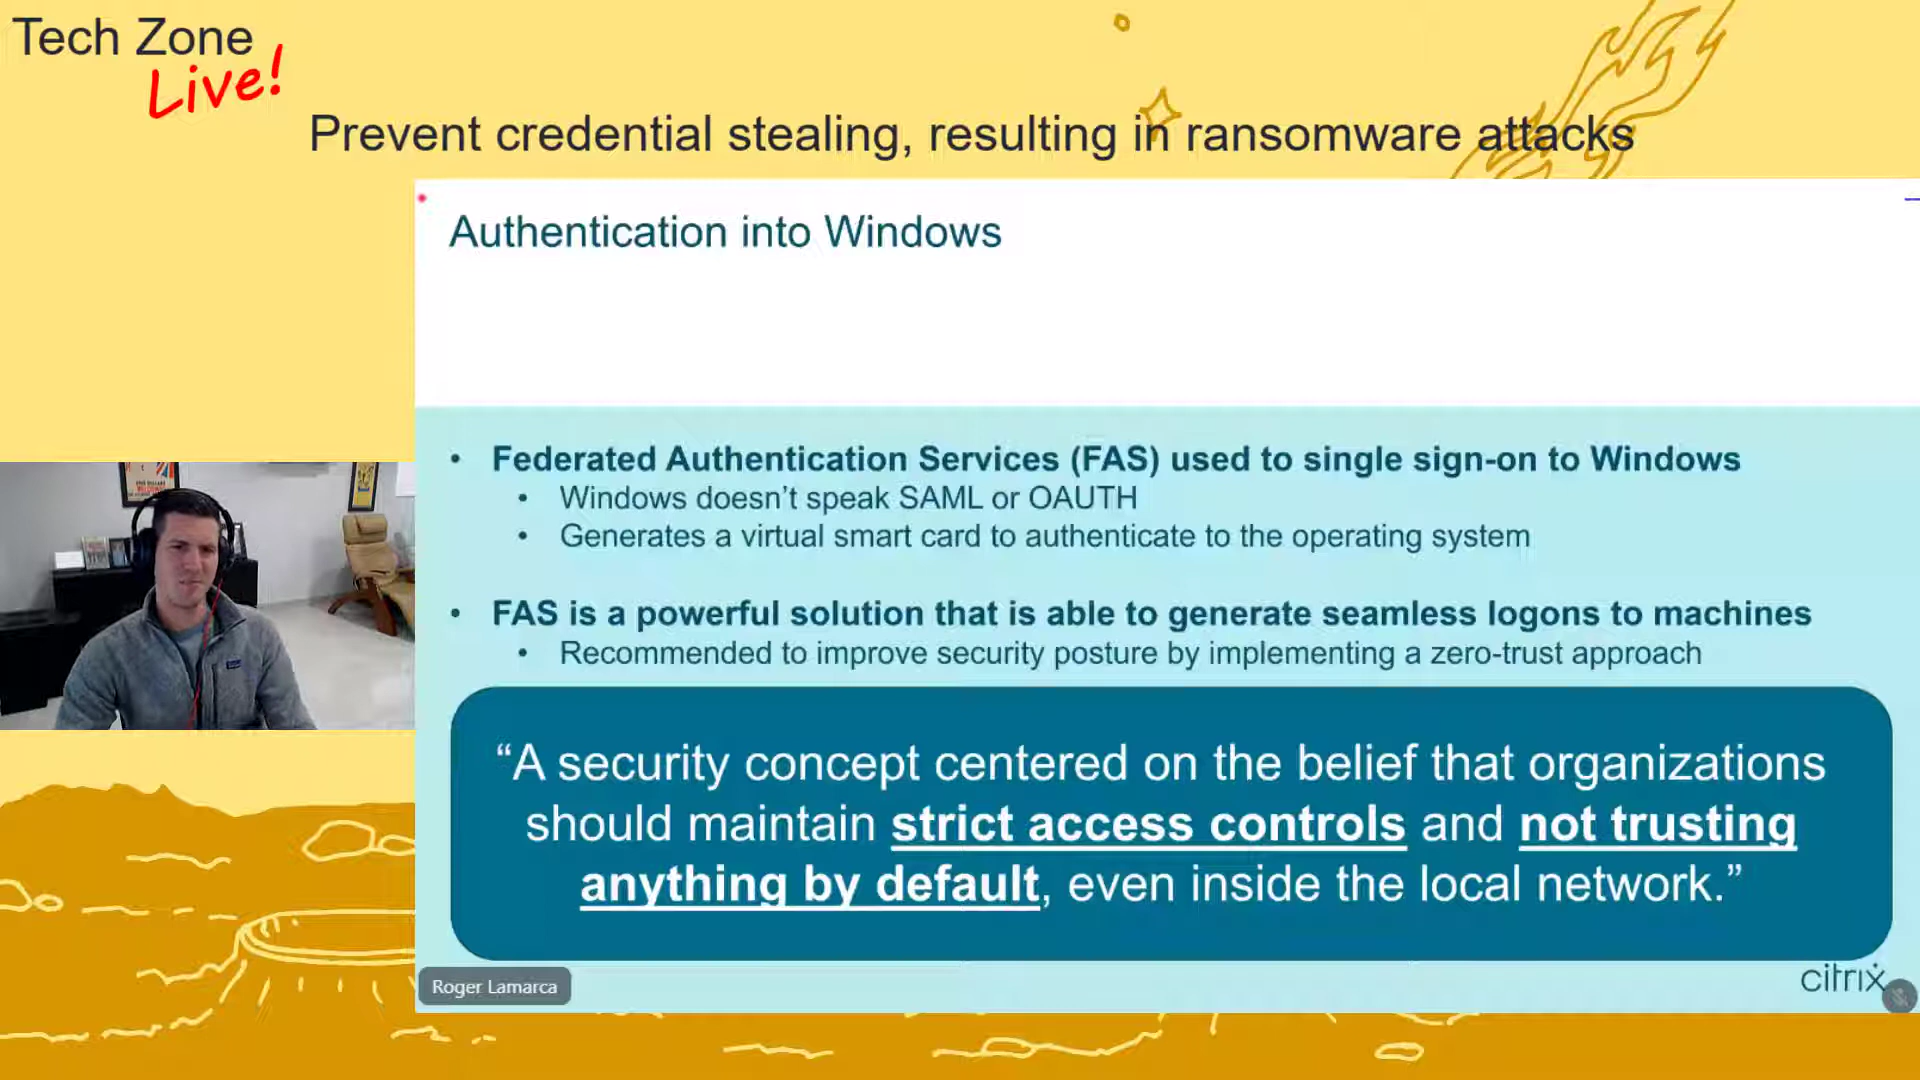 Tech Zone
Live!
Prevent credential stealing, resulting in ransomware attacks
Authentication into Windows
• Federated Authentication Services (FAS) used to single sign-on to Windows
• Windows doesn’t speak SAML or OAUTH
• Generates a virtual smart card to authenticate to the operating system
• FAS is a powerful solution that is able to generate seamless logons to machines
• Recommended to improve security posture by implementing a zero-trust approach
“A security concept centered on the belief that organizations
should maintain strict access controls and not trusting
anything by default, even inside the local network.”
Roger Lamarca
citrix